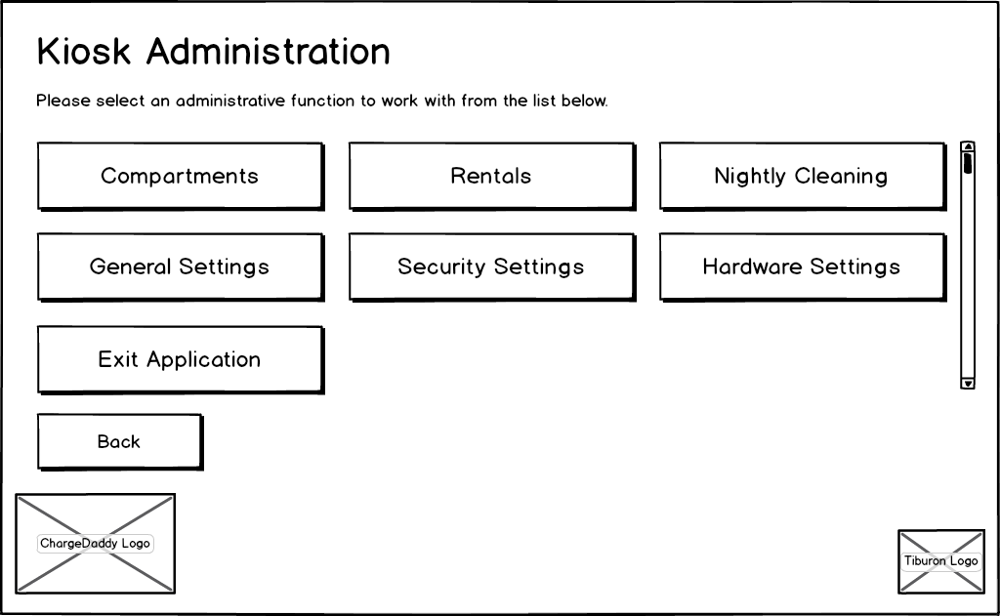 Kiosk Administration
Please select an administrative function to work with from the list below.
Compartments
Rentals
Nightly Cleaning
General Settings
Security Settings
Hardware Settings
Exit Application
Back
ChargeDaddy Logo
Tiburon Logo